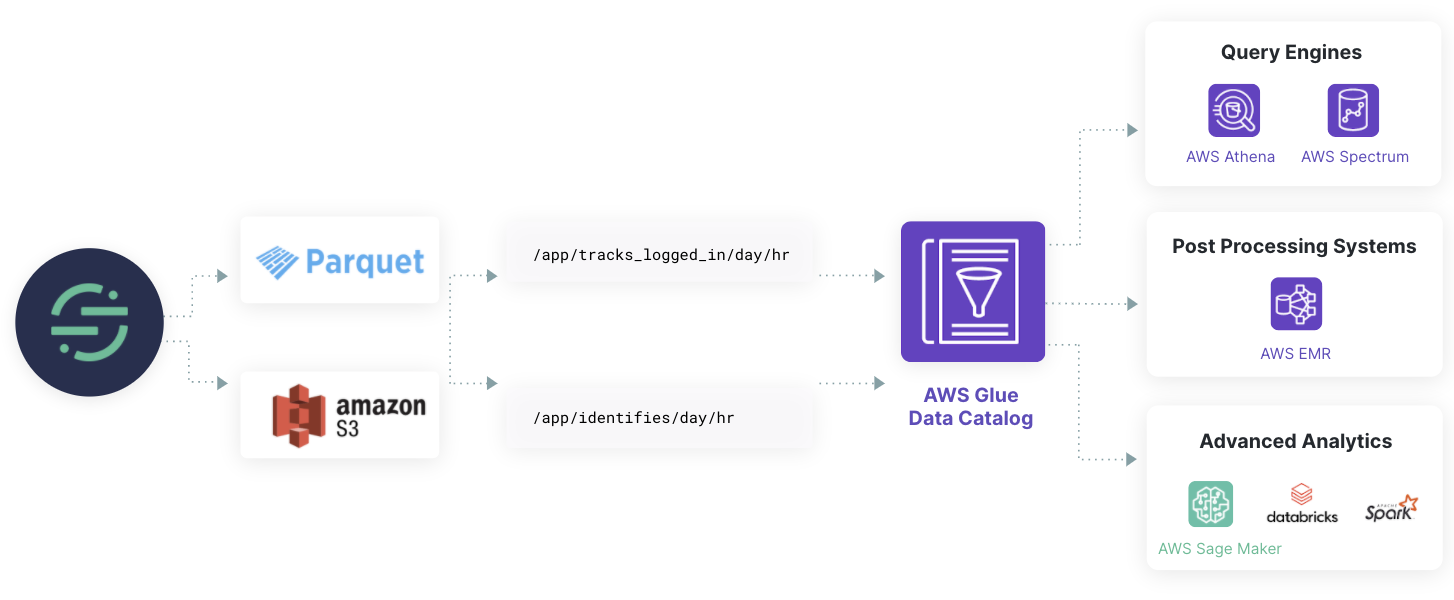 Parquet
amazon
S3
/app/tracks_logged_in/day/hr
/app/identifies/day/hr
AWS Glue
Data Catalog
Query Engines
AWS Athena AWS Spectrum
Post Processing Systems
AWS EMR
Advanced Analytics
databricks
APACHE
Spark
AWS Sage Maker